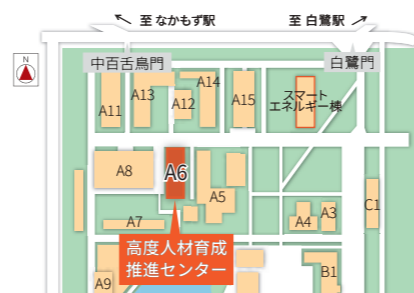 至 なかもず駅
至 白鷺駅
N
中百舌鳥門
白鷺門
A11
A13
A12
A14
A15
スマート
エネルギー棟
A8
A6
A5
A7
A4
A3
C1
高度人材育成
推進センター
A9
B1